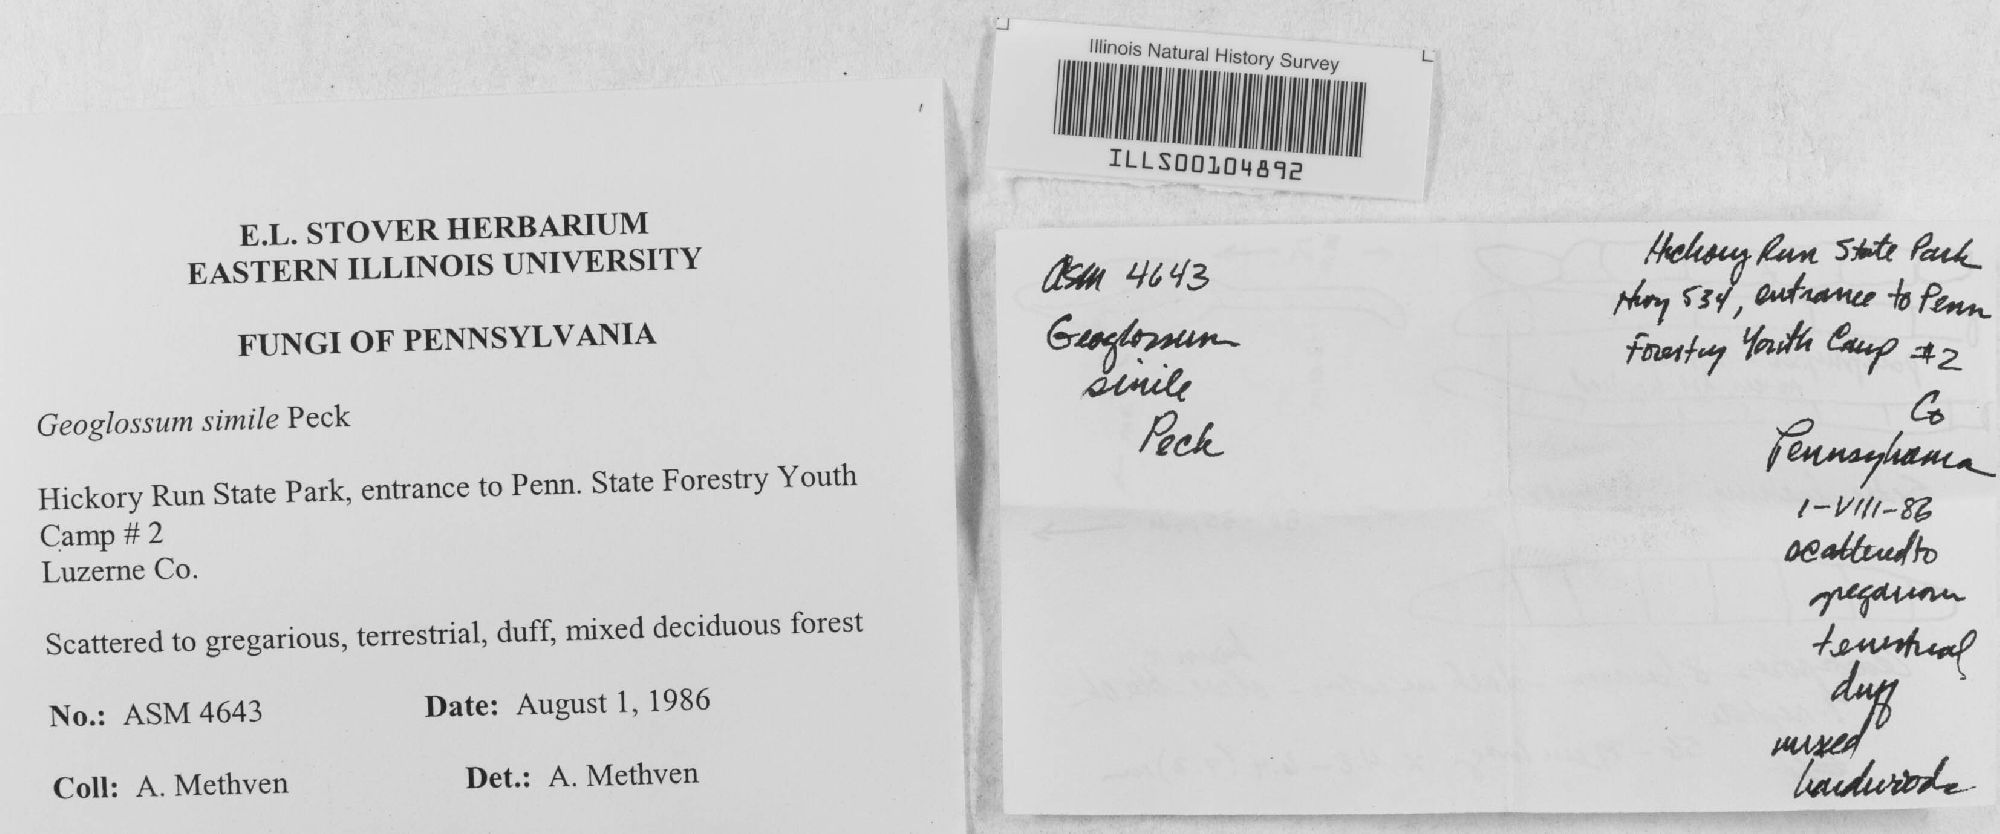 E.L. STOVER HERBARIUM
EASTERN ILLINOIS UNIVERSITY
FUNGI OF PENNSYLVANIA
Geoglossum simile Peck
Hickory Run State Park, entrance to Penn. State Forestry Youth
Camp # 2
Luzerne Co.
Scattered to gregarious, terrestrial, duff, mixed deciduous forest
No.: ASM 4643 Date: August 1, 1986
Coll: A. Methven Det.: A. Methven
Illinois Natural History Survey
ILLS00104892
ASM 4643
Geoglossum
simile
Peck
Hickory Run State Park
Hwy 534, entrance to Penn
Forestry Youth Camp #2
Co
Pennsylvania
1-VIII-86
scattered to
gregarious
terrestrial
duff
mixed
hardwoods